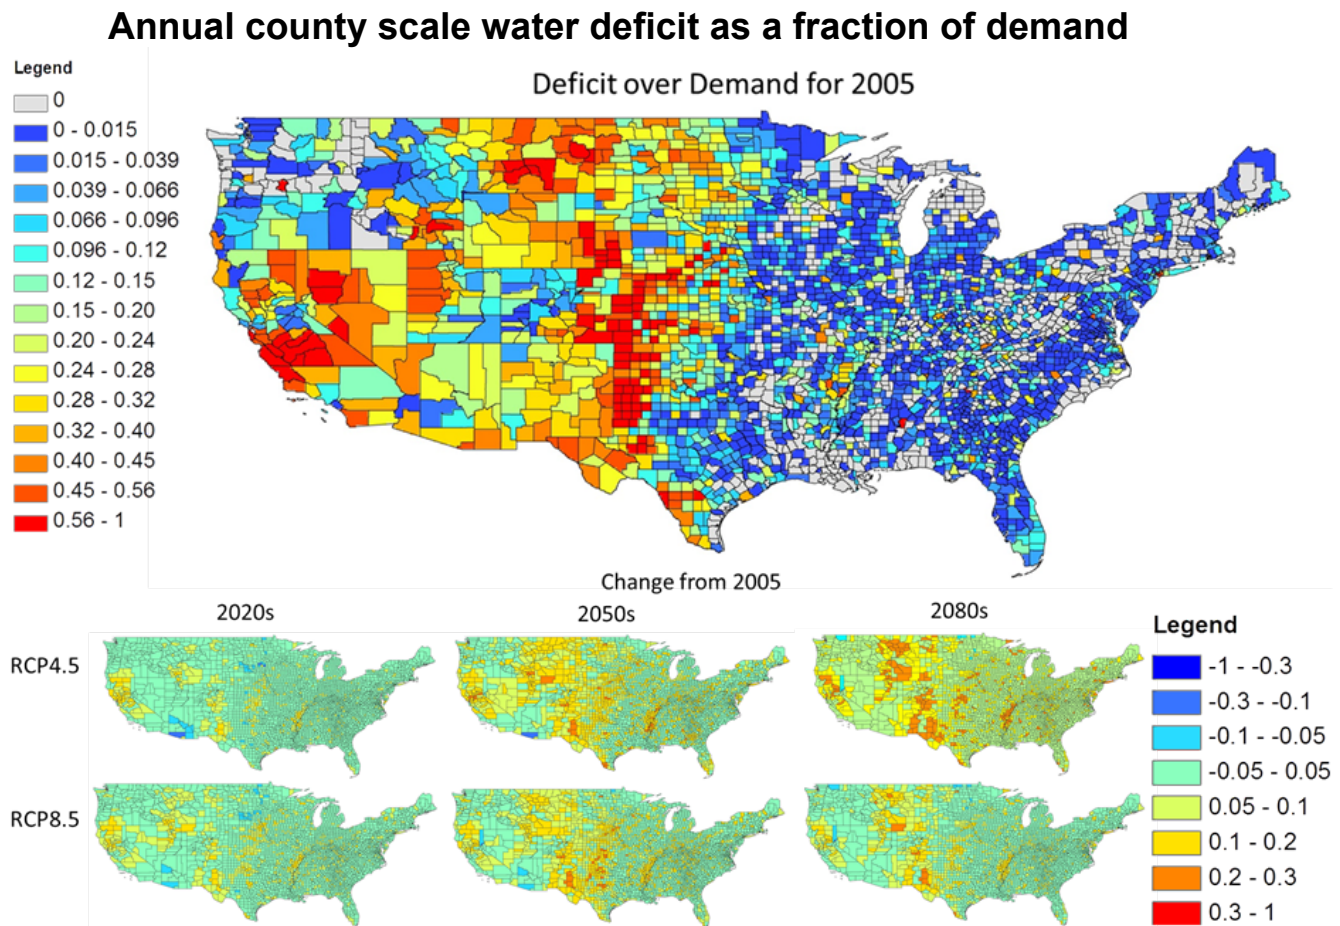 Annual county scale water deficit as a fraction of demand
Legend
Deficit over Demand for 2005
0
0 - 0.015
0.015 - 0.039
0.039 - 0.066
0.066 - 0.096
0.096 - 0.12
0.12 - 0.15
0.15 - 0.20
0.20 - 0.24
0.24 - 0.28
0.28 - 0.32
0.32 - 0.40
0.40 - 0.45
0.45 - 0.56
0.56 - 1
Change from 2005
2020s
2050s
2080s
RCP4.5
RCP8.5
Legend
-1 - -0.3
-0.3 - -0.1
-0.1 - -0.05
-0.05 - 0.05
0.05 - 0.1
0.1 - 0.2
0.2 - 0.3
0.3 - 1